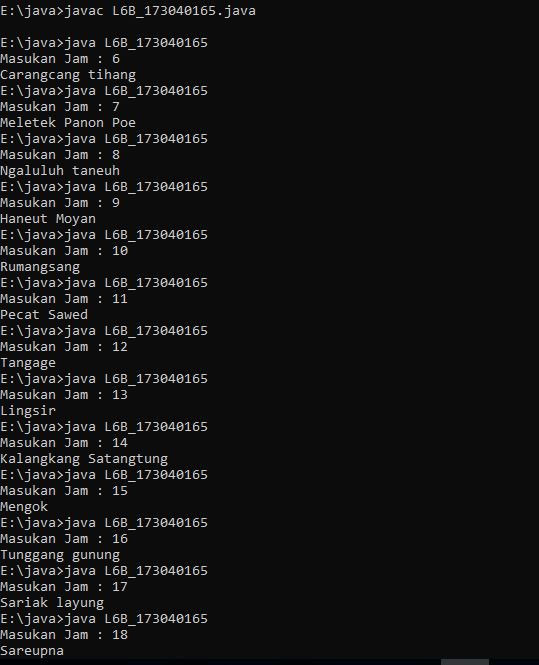 E:\java>javac L6B_173040165.java
E:\java>java L6B_173040165
Masukan Jam : 6
Carangcang tihang
E:\java>java L6B_173040165
Masukan Jam : 7
Meletek Panon Poe
E:\java>java L6B_173040165
Masukan Jam : 8
Ngaluluh taneuh
E:\java>java L6B_173040165
Masukan Jam : 9
Haneut Moyan
E:\java>java L6B_173040165
Masukan Jam : 10
Rumangsang
E:\java>java L6B_173040165
Masukan Jam : 11
Pecat Sawed
E:\java>java L6B_173040165
Masukan Jam : 12
Tangage
E:\java>java L6B_173040165
Masukan Jam : 13
Lingsir
E:\java>java L6B_173040165
Masukan Jam : 14
Kalangkang Satangtung
E:\java>java L6B_173040165
Masukan Jam : 15
Mengok
E:\java>java L6B_173040165
Masukan Jam : 16
Tunggang gunung
E:\java>java L6B_173040165
Masukan Jam : 17
Sariak layung
E:\java>java L6B_173040165
Masukan Jam : 18
Sareupna